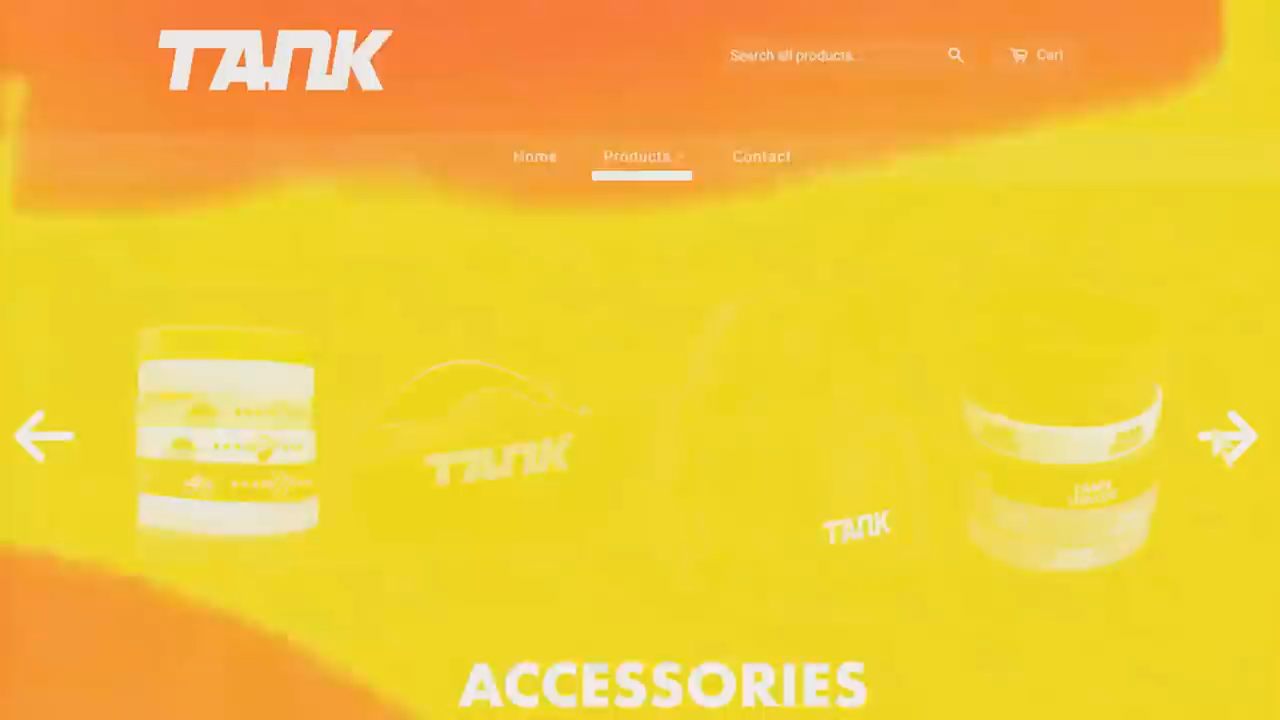 TANK
Search all products...
Cart
Home
Products
Contact
TANK
TANK
ACCESSORIES